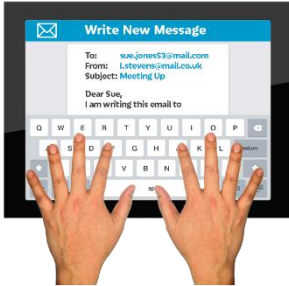 Write New Message
To: sue.jones53@mail.com
From: l.stevens@mail.co.uk
Subject: Meeting Up
Dear Sue,
I am writing this email to
Q W E R T Y U I O P
S D F G H K L return
V B N